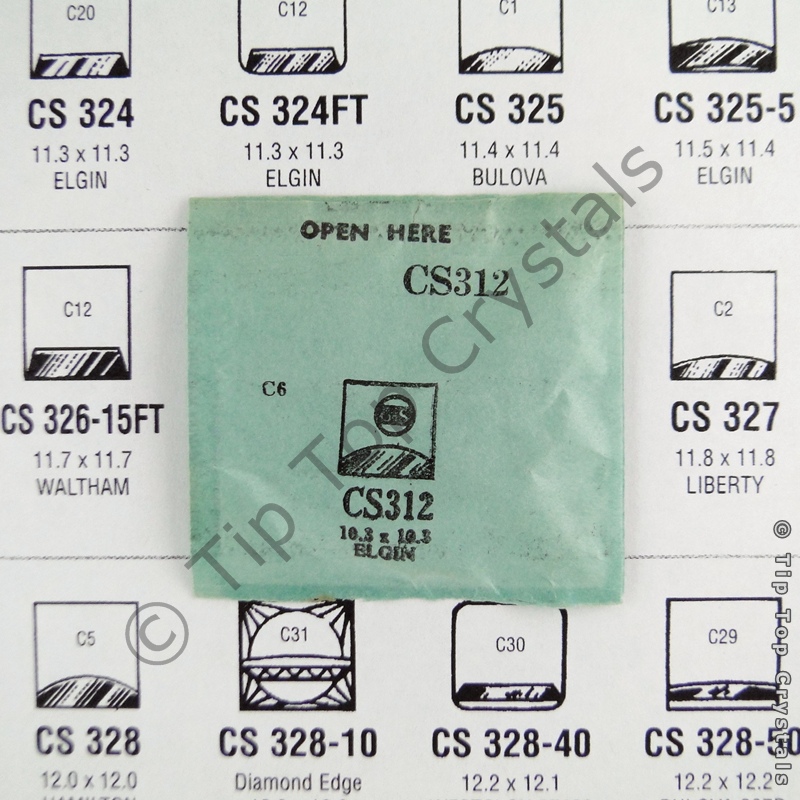 C20
C12
C1
C13
CS 324
CS 324FT
CS 325
CS 325-5
11.3 x 11.3
11.3 x 11.3
11.4 x 11.4
11.5 x 11.4
ELGIN
ELGIN
BULOVA
ELGIN
OPEN HERE
CS312
C12
C2
C6
G-S
CS 326-15FT
CS 327
11.7 x 11.7
11.8 x 11.8
WALTHAM
LIBERTY
CS312
10.3 x 10.3
ELGIN
C5
C31
C30
C29
CS 328
CS 328-10
CS 328-40
CS 328-50
12.0 x 12.0
Diamond Edge
12.2 x 12.1
12.2 x 12.2
HAMILTON
© Tip Top Crystals
© Tip Top Crystals